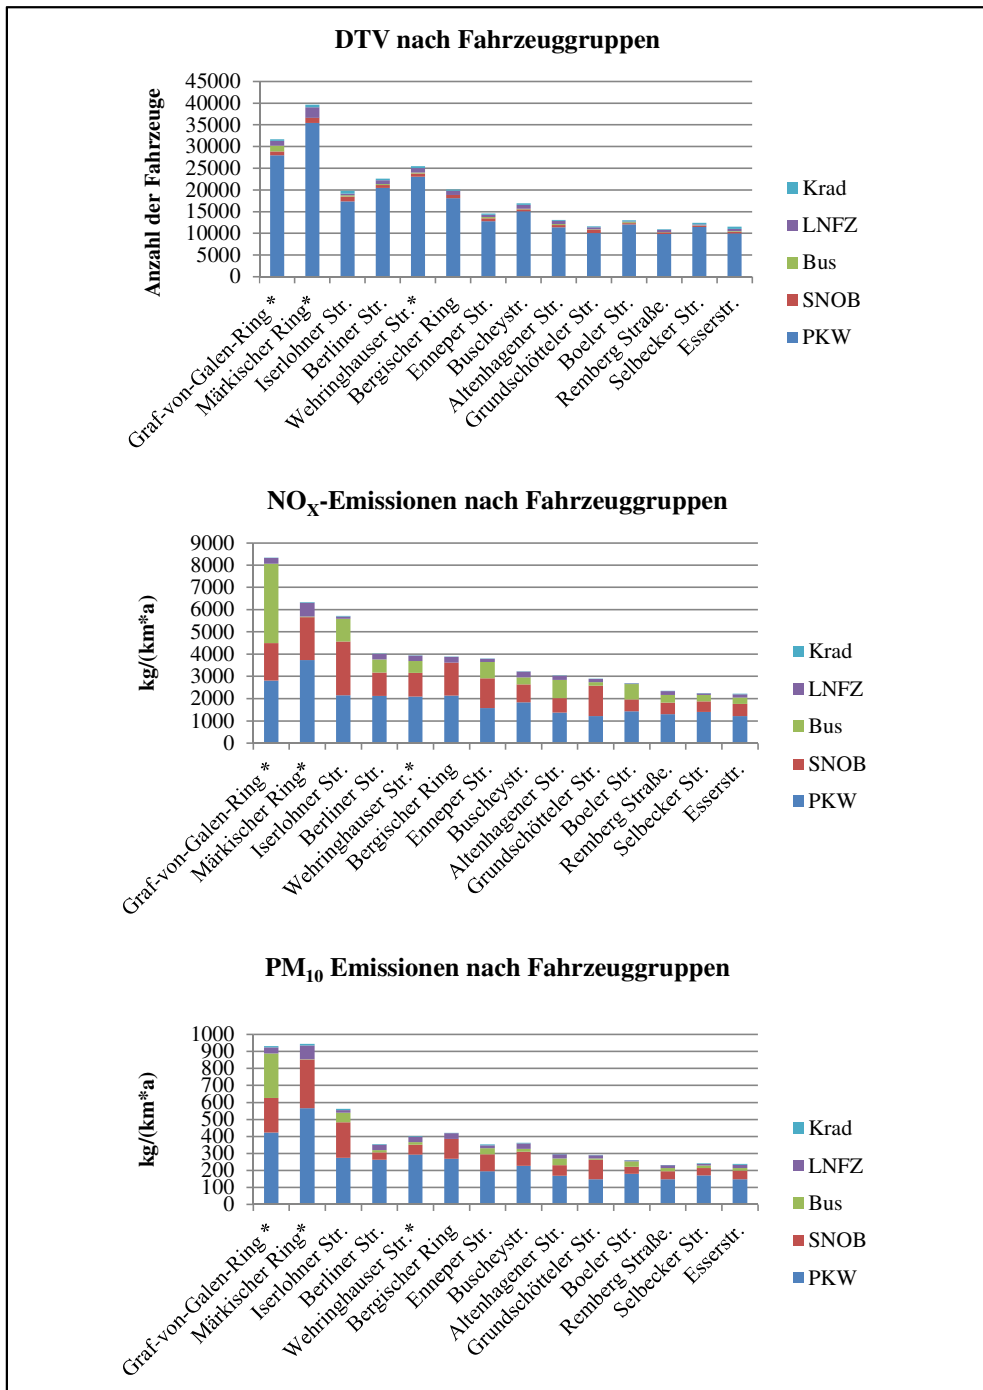 DTV nach Fahrzeuggruppen
Anzahl der Fahrzeuge
45000
40000
35000
30000
25000
20000
15000
10000
5000
0
Graf-von-Galen-Ring *
Märkischer Ring*
Iserlohner Str.
Berliner Str.
Wehringhauser Str.*
Bergischer Ring
Enneper Str.
Buscheystr.
Altenhagener Str.
Grundschötteler Str.
Boeler Str.
Remberg Straße.
Selbecker Str.
Esserstr.
Krad
LNFZ
Bus
SNOB
PKW
NOX-Emissionen nach Fahrzeuggruppen
kg/(km*a)
9000
8000
7000
6000
5000
4000
3000
2000
1000
0
Graf-von-Galen-Ring *
Märkischer Ring*
Iserlohner Str.
Berliner Str.
Wehringhauser Str.*
Bergischer Ring
Enneper Str.
Buscheystr.
Altenhagener Str.
Grundschötteler Str.
Boeler Str.
Remberg Straße.
Selbecker Str.
Esserstr.
Krad
LNFZ
Bus
SNOB
PKW
PM10 Emissionen nach Fahrzeuggruppen
kg/(km*a)
1000
900
800
700
600
500
400
300
200
100
0
Graf-von-Galen-Ring *
Märkischer Ring*
Iserlohner Str.
Berliner Str.
Wehringhauser Str.*
Bergischer Ring
Enneper Str.
Buscheystr.
Altenhagener Str.
Grundschötteler Str.
Boeler Str.
Remberg Straße.
Selbecker Str.
Esserstr.
Krad
LNFZ
Bus
SNOB
PKW